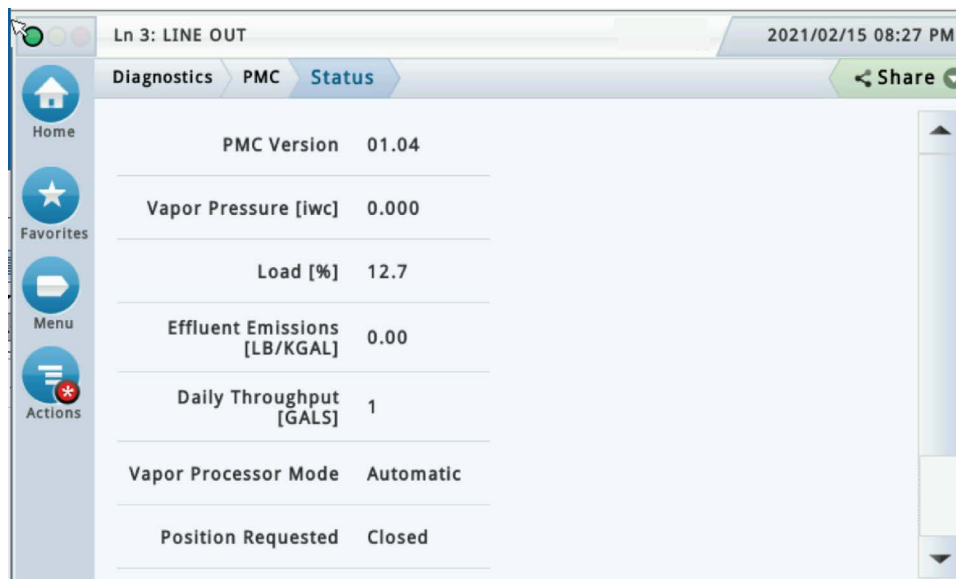 Ln 3: LINE OUT
2021/02/15 08:27 PM
Diagnostics PMC Status
Share
Home
Favorites
Menu
Actions
PMC Version 01.04
Vapor Pressure [iwc] 0.000
Load [%] 12.7
Effluent Emissions
[LB/KGAL] 0.00
Daily Throughput
[GALS] 1
Vapor Processor Mode Automatic
Position Requested Closed